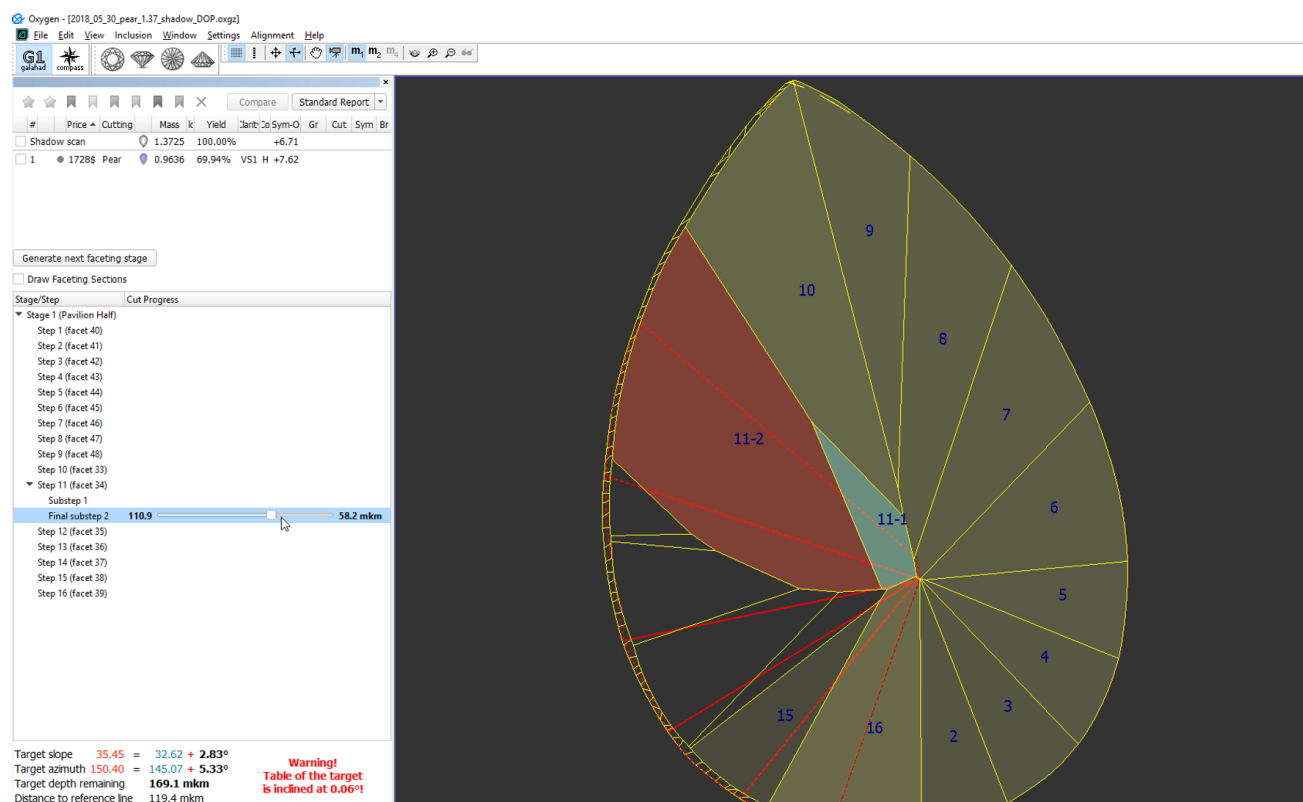 Oxygen - [2018_05_30_pear_1.37_shadow_DOP.oxgz]
File Edit View Inclusion Window Settings Alignment Help
G1 galahad compass m1 m2 m4
Compare Standard Report
# Price Cutting Mass Yield Sym-O Gr Cut Sym Br
Shadow scan 1.3725 100.00% +6.71
1 1728$ Pear 0.9636 69.94% VS1 H +7.62
Generate next faceting stage
Draw Faceting Sections
Stage/Step Cut Progress
Stage 1 (Pavilion Half)
Step 1 (facet 40)
Step 2 (facet 41)
Step 3 (facet 42)
Step 4 (facet 43)
Step 5 (facet 44)
Step 6 (facet 45)
Step 7 (facet 46)
Step 8 (facet 47)
Step 9 (facet 48)
Step 10 (facet 33)
Step 11 (facet 34)
Substep 1
Final substep 2 110.9 58.2 mkm
Step 12 (facet 35)
Step 13 (facet 36)
Step 14 (facet 37)
Step 15 (facet 38)
Step 16 (facet 39)
Target slope 35.45 = 32.62 + 2.83º
Target azimuth 150.40 = 145.07 + 5.33º
Target depth remaining 169.1 mkm
Distance to reference line 119.4 mkm
Warning!
Table of the target
is inclined at 0.06º!
9
10
8
7
11-2
6
11-1
5
4
3
15
16
2